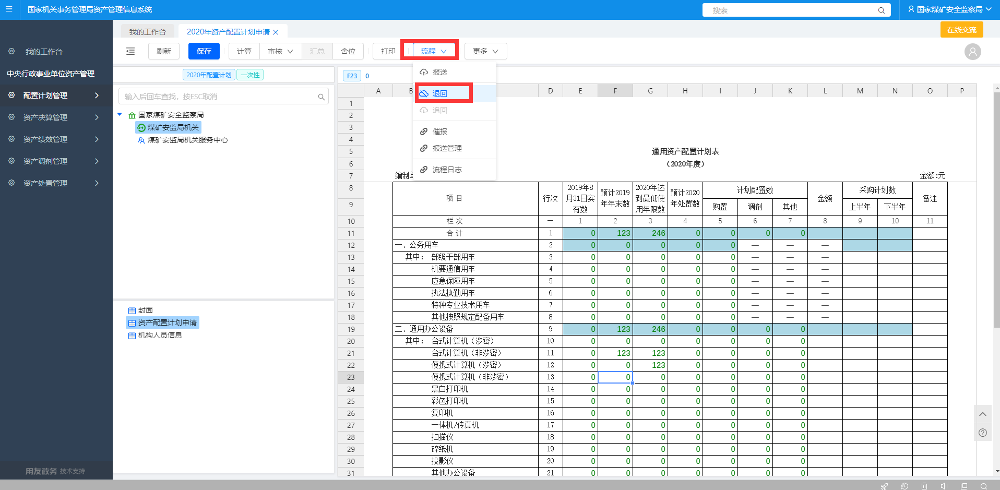 国家机关事务管理局资产管理信息系统
搜索
国家煤矿安全监察局
我的工作台
2020年资产配置计划申请
在线交流
刷新 保存 计算 审核 汇总 舍位 打印 流程 更多
我的工作台
中央行政事业单位资产管理
配置计划管理
资产决算管理
资产绩效管理
资产调剂管理
资产处置管理
用友政务 技术支持
2020年配置计划 一次性
输入后回车查找，按ESC取消
国家煤矿安全监察局
煤矿安监局机关
煤矿安监局机关服务中心
封面
资产配置计划申请
机构人员信息
F23 0
报送
退回
追回
催报
报送管理
流程日志
A B D E F G H I J K L M N O P
1
2
3
4
5 通用资产配置计划表
6 （2020年度）
7 编制单 金额:元
8 项 目 行次 2019年8月31日实有数 预计2019年年末数 2020年达到最低使用年限数 预计2020年处置数 计划配置数 金额 采购计划数 备注
9 购置 调剂 其他 上半年 下半年
10 栏 次 一 1 2 3 4 5 6 7 8 9 10 11
11 合 计 1 0 123 246 0 0 0 0
12 一、公务用车 2 0 0 0 0 0 — — —
13 其中： 部级干部用车 3 0 0 0 0 0 — — —
14 机要通信用车 4 0 0 0 0 0 — — —
15 应急保障用车 5 0 0 0 0 0 — — —
16 执法执勤用车 6 0 0 0 0 0 — — —
17 特种专业技术用车 7 0 0 0 0 0 — — —
18 其他按照规定配备用车 8 0 0 0 0 0 — — —
19 二、通用办公设备 9 0 123 246 0 0 0 0
20 其中： 台式计算机（涉密） 10 0 0 0 0 0 0 0
21 台式计算机（非涉密） 11 0 123 123 0 0 0 0
22 便携式计算机（涉密） 12 0 0 123 0 0 0 0
23 便携式计算机（非涉密） 13 0 0 0 0 0 0 0
24 黑白打印机 14 0 0 0 0 0 0 0
25 彩色打印机 15 0 0 0 0 0 0 0
26 复印机 16 0 0 0 0 0 0 0
27 一体机/传真机 17 0 0 0 0 0 0 0
28 扫描仪 18 0 0 0 0 0 0 0
29 碎纸机 19 0 0 0 0 0 0 0
30 投影仪 20 0 0 0 0 0 0 0
31 其他办公设备 21 0 0 0 0 0 0 0